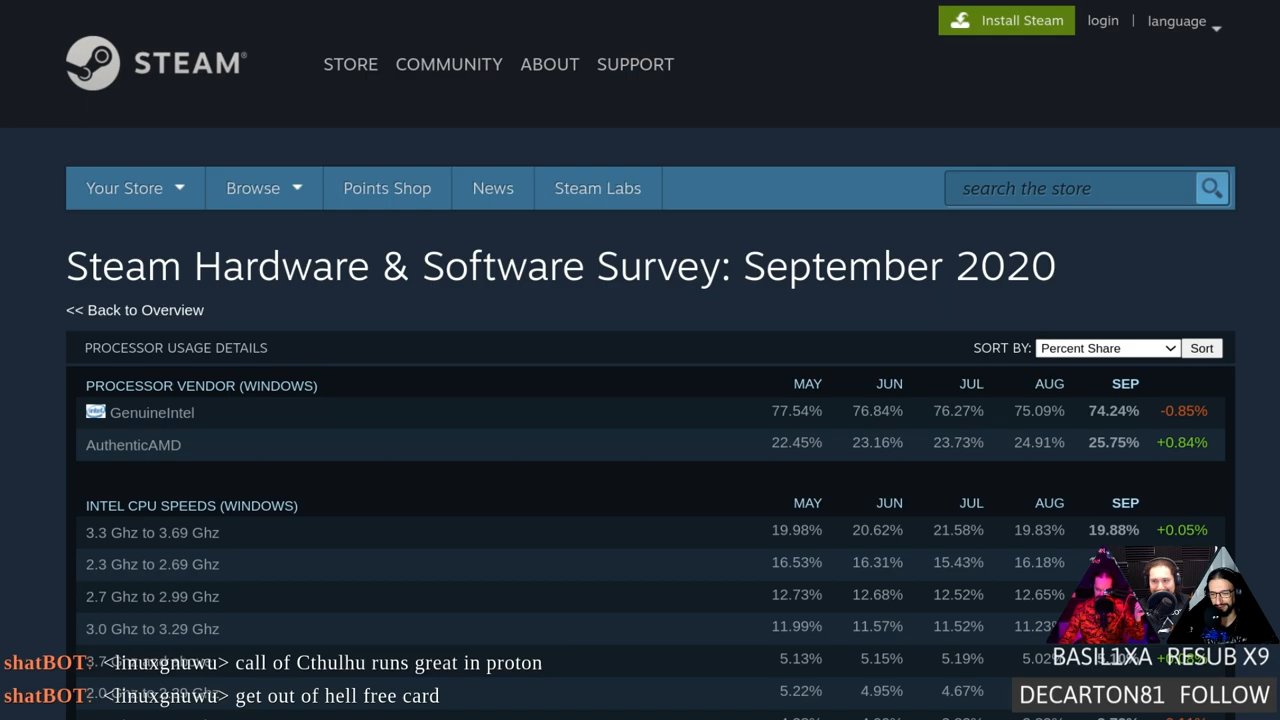 Install Steam login | language
STEAM®
STORE COMMUNITY ABOUT SUPPORT
Your Store Browse Points Shop News Steam Labs search the store
Steam Hardware & Software Survey: September 2020
<< Back to Overview
PROCESSOR USAGE DETAILS SORT BY: Percent Share Sort
PROCESSOR VENDOR (WINDOWS) MAY JUN JUL AUG SEP
intel GenuineIntel 77.54% 76.84% 76.27% 75.09% 74.24% -0.85%
AuthenticAMD 22.45% 23.16% 23.73% 24.91% 25.75% +0.84%
INTEL CPU SPEEDS (WINDOWS) MAY JUN JUL AUG SEP
3.3 Ghz to 3.69 Ghz 19.98% 20.62% 21.58% 19.83% 19.88% +0.05%
2.3 Ghz to 2.69 Ghz 16.53% 16.31% 15.43% 16.18%
2.7 Ghz to 2.99 Ghz 12.73% 12.68% 12.52% 12.65%
3.0 Ghz to 3.29 Ghz 11.99% 11.57% 11.52% 11.23%
5.13% 5.15% 5.19% 5.02%
shatBOT: <linuxgnuwu> call of Cthulhu runs great in proton
BASIL1XA RESUB X9
5.22% 4.95% 4.67%
shatBOT: <linuxgnuwu> get out of hell free card
DECARTON81 FOLLOW